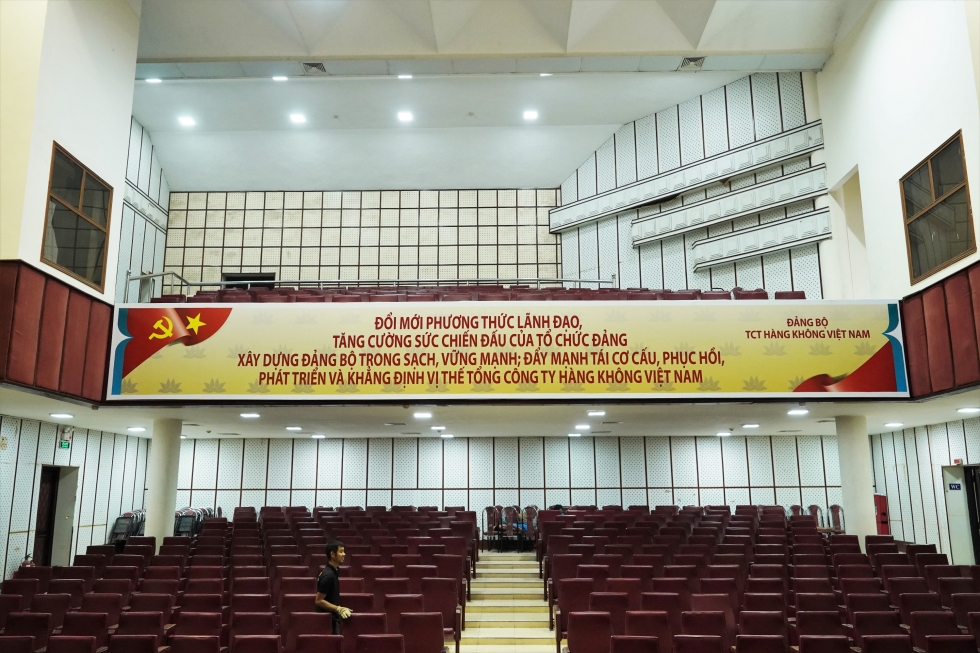 ĐỔI MỚI PHƯƠNG THỨC LÃNH ĐẠO,
TĂNG CƯỜNG SỨC CHIẾN ĐẤU CỦA TỔ CHỨC ĐẢNG
XÂY DỰNG ĐẢNG BỘ TRONG SẠCH, VỮNG MẠNH; ĐẨY MẠNH TÁI CƠ CẤU, PHỤC HỒI,
PHÁT TRIỂN VÀ KHẲNG ĐỊNH VỊ THẾ TỔNG CÔNG TY HÀNG KHÔNG VIỆT NAM
ĐẢNG BỘ
TCT HÀNG KHÔNG VIỆT NAM
WC